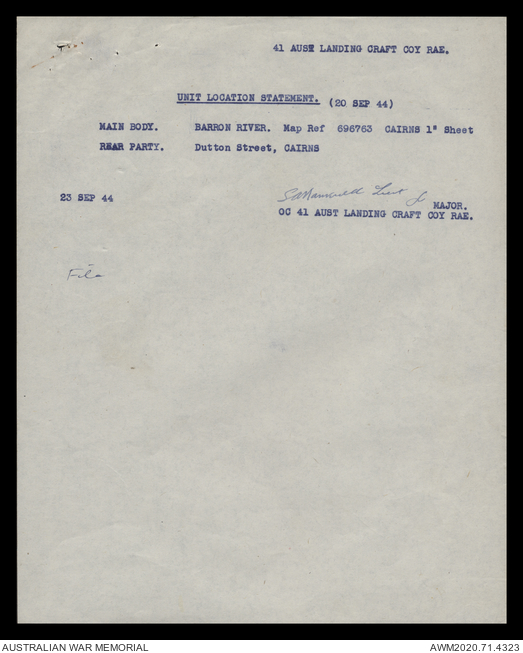 41 AUST LANDING CRAFT COY RAE.
UNIT LOCATION STATEMENT. (20 SEP 44)
MAIN BODY. BARRON RIVER. Map Ref 696763 CAIRNS 1" Sheet
REAR PARTY. Dutton Street, CAIRNS
23 SEP 44
Lieut for MAJOR.
OC 41 AUST LANDING CRAFT COY RAE.
File
AUSTRALIAN WAR MEMORIAL
AWM2020.71.4323